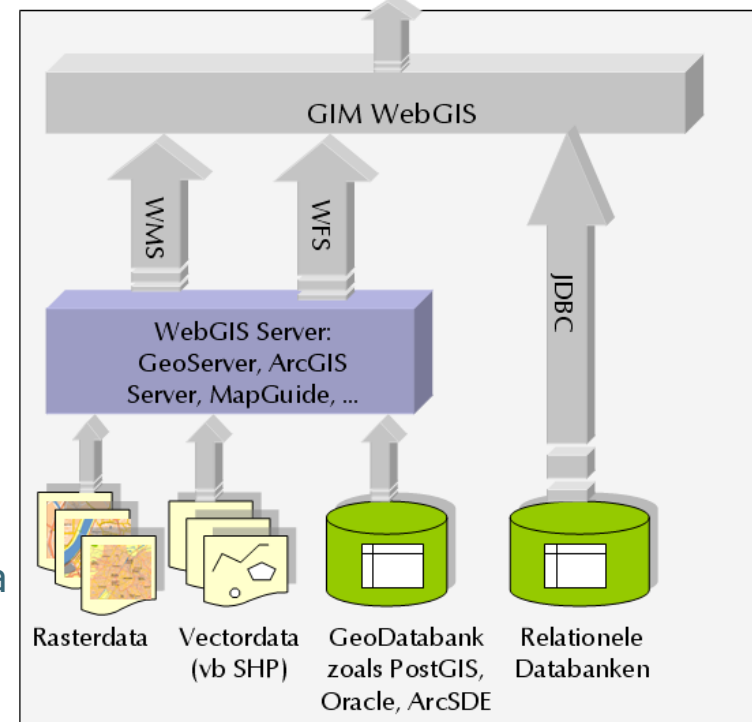 GIM WebGIS
WMS
WFS
JDBC
WebGIS Server:
GeoServer, ArcGIS
Server, MapGuide, ...
a
Rasterdata
Vectordata
(vb SHP)
GeoDatabank
zoals PostGIS,
Oracle, ArcSDE
Relationele
Databanken